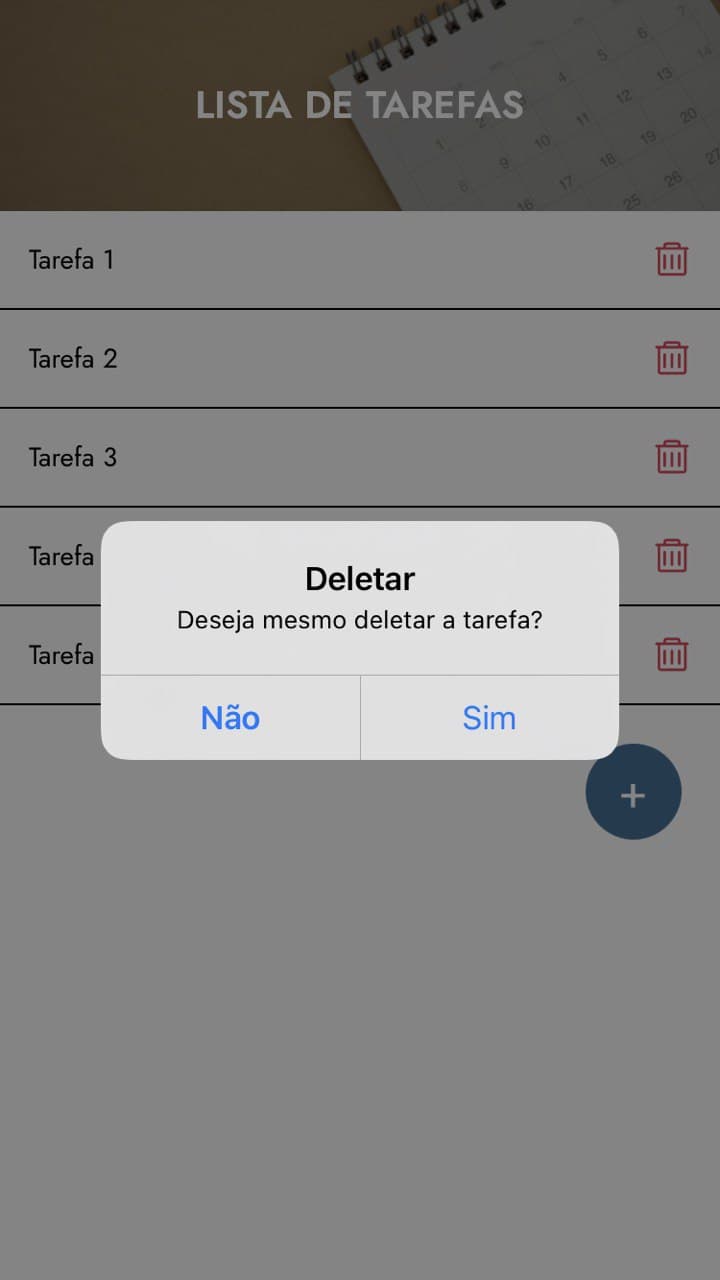 LISTA DE TAREFAS
Tarefa 1
Tarefa 2
Tarefa 3
Tarefa
Tarefa
Deletar
Deseja mesmo deletar a tarefa?
Não
Sim
+